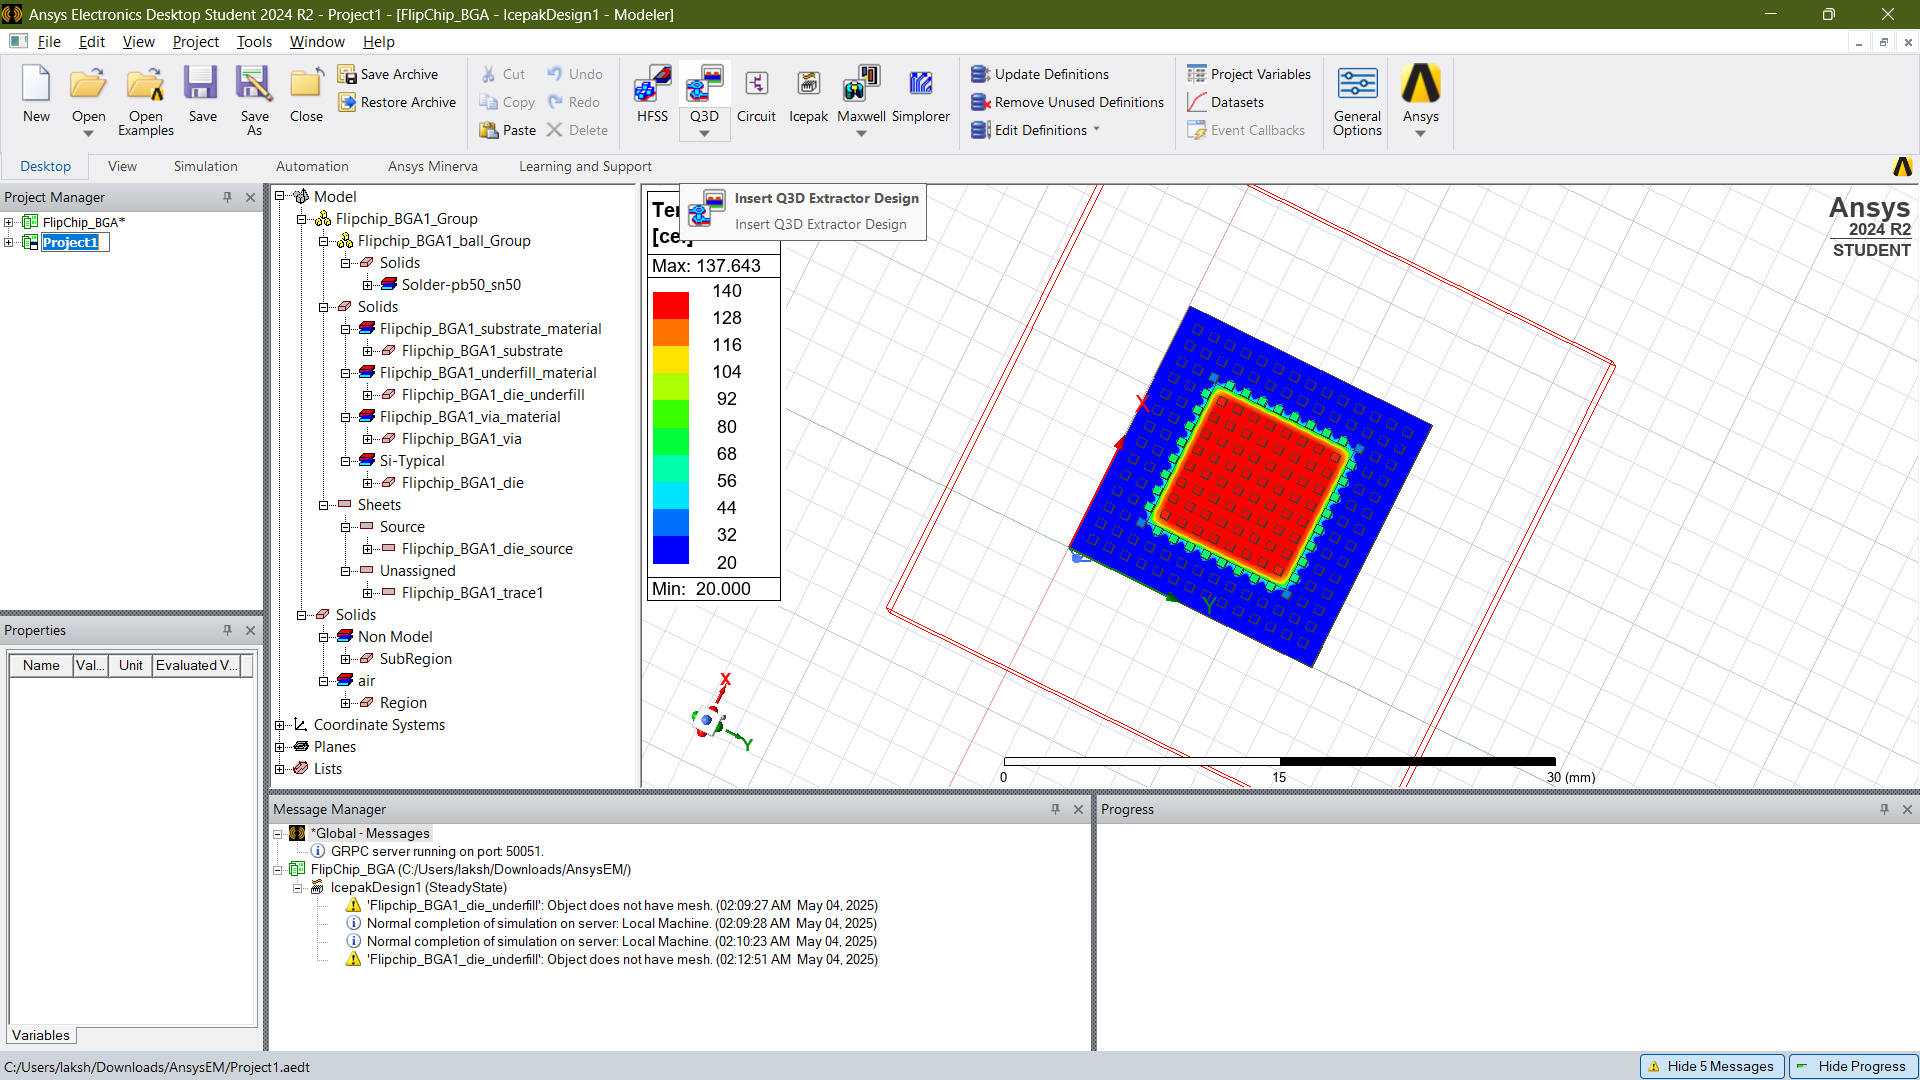 Ansys Electronics Desktop Student 2024 R2 - Project1 - [FlipChip_BGA - IcepakDesign1 - Modeler]
File Edit View Project Tools Window Help
New
Open
Open Examples
Save
Save As
Close
Save Archive
Restore Archive
Cut
Copy
Paste
Undo
Redo
Delete
HFSS
Q3D
Circuit
Icepak
Maxwell
Simplorer
Update Definitions
Remove Unused Definitions
Edit Definitions
Project Variables
Datasets
Event Callbacks
General Options
Ansys
Desktop View Simulation Automation Ansys Minerva Learning and Support
Project Manager
FlipChip_BGA*
Project1
Properties
Name Val... Unit Evaluated V...
Variables
Model
Flipchip_BGA1_Group
Flipchip_BGA1_ball_Group
Solids
Solder-pb50_sn50
Solids
Flipchip_BGA1_substrate_material
Flipchip_BGA1_substrate
Flipchip_BGA1_underfill_material
Flipchip_BGA1_die_underfill
Flipchip_BGA1_via_material
Flipchip_BGA1_via
Si-Typical
Flipchip_BGA1_die
Sheets
Source
Flipchip_BGA1_die_source
Unassigned
Flipchip_BGA1_trace1
Solids
Non Model
SubRegion
air
Region
Coordinate Systems
Planes
Lists
Insert Q3D Extractor Design
Insert Q3D Extractor Design
Max: 137.643
140
128
116
104
92
80
68
56
44
32
20
Min: 20.000
X
Y
X
Y
0 15 30 (mm)
Ansys
2024 R2
STUDENT
Message Manager
*Global - Messages
GRPC server running on port: 50051.
FlipChip_BGA (C:/Users/laksh/Downloads/AnsysEM/)
IcepakDesign1 (SteadyState)
'Flipchip_BGA1_die_underfill': Object does not have mesh. (02:09:27 AM May 04, 2025)
Normal completion of simulation on server: Local Machine. (02:09:28 AM May 04, 2025)
Normal completion of simulation on server: Local Machine. (02:10:23 AM May 04, 2025)
'Flipchip_BGA1_die_underfill': Object does not have mesh. (02:12:51 AM May 04, 2025)
Progress
C:/Users/laksh/Downloads/AnsysEM/Project1.aedt
Hide 5 Messages
Hide Progress